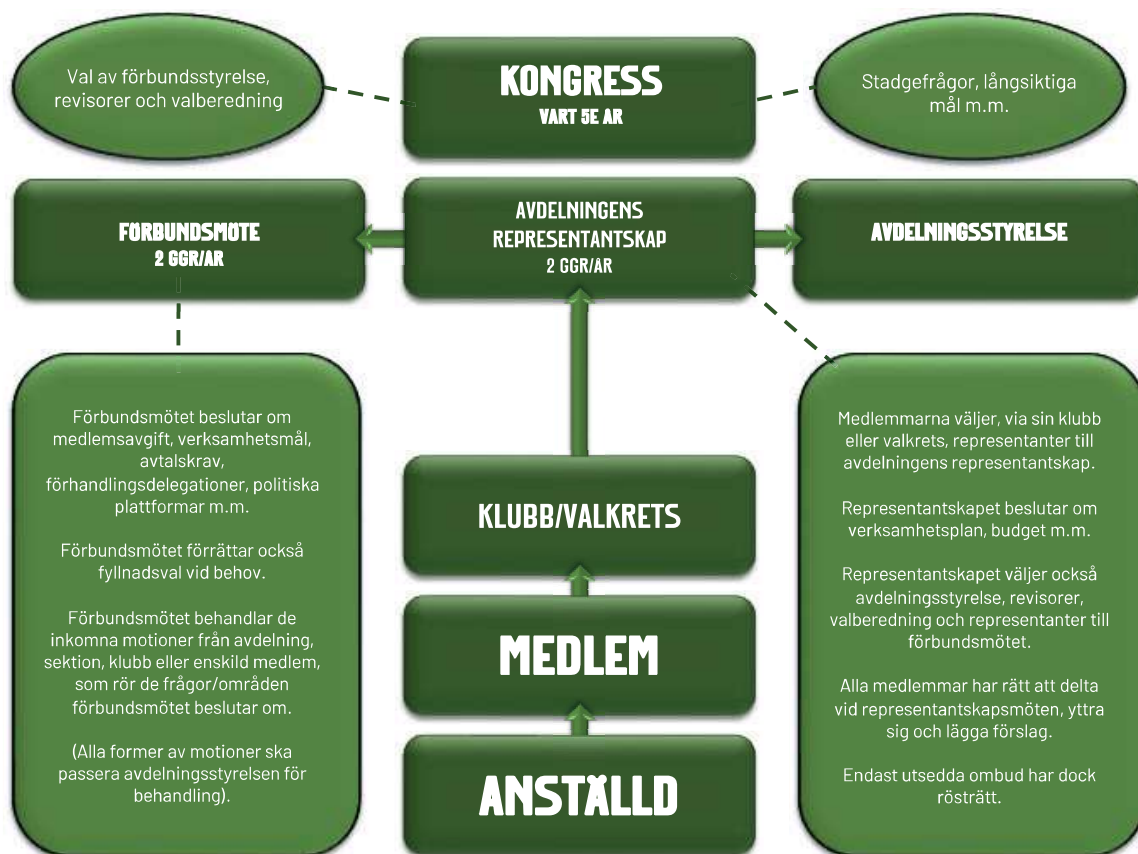 Val av förbundsstyrelse,
revisorer och valberedning
KONGRESS
VART 5E AR
Stadgefrågor, långsiktiga
mål m.m.
FÖRBUNDSMÖTE
2 GGR/AR
AVDELNINGENS
REPRESENTANTSKAP
2 GGR/AR
AVDELNINGSSTYRELSE
Förbundsmötet beslutar om
medlemsavgift, verksamhetsmål,
avtalskrav,
förhandlingsdelegationer, politiska
plattformar m.m.
Förbundsmötet förrättar också
fyllnadsval vid behov.
Förbundsmötet behandlar de
inkomna motioner från avdelning,
sektion, klubb eller enskild medlem,
som rör de frågor/områden
förbundsmötet beslutar om.
(Alla former av motioner ska
passera avdelningsstyrelsen för
behandling).
KLUBB/VALKRETS
MEDLEM
ANSTÄLLD
Medlemmarna väljer, via sin klubb
eller valkrets, representanter till
avdelningens representantskap.
Representantskapet beslutar om
verksamhetsplan, budget m.m.
Representantskapet väljer också
avdelningsstyrelse, revisorer,
valberedning och representanter till
förbundsmötet.
Alla medlemmar har rätt att delta
vid representantskapsmöten, yttra
sig och lägga förslag.
Endast utsedda ombud har dock
rösträtt.